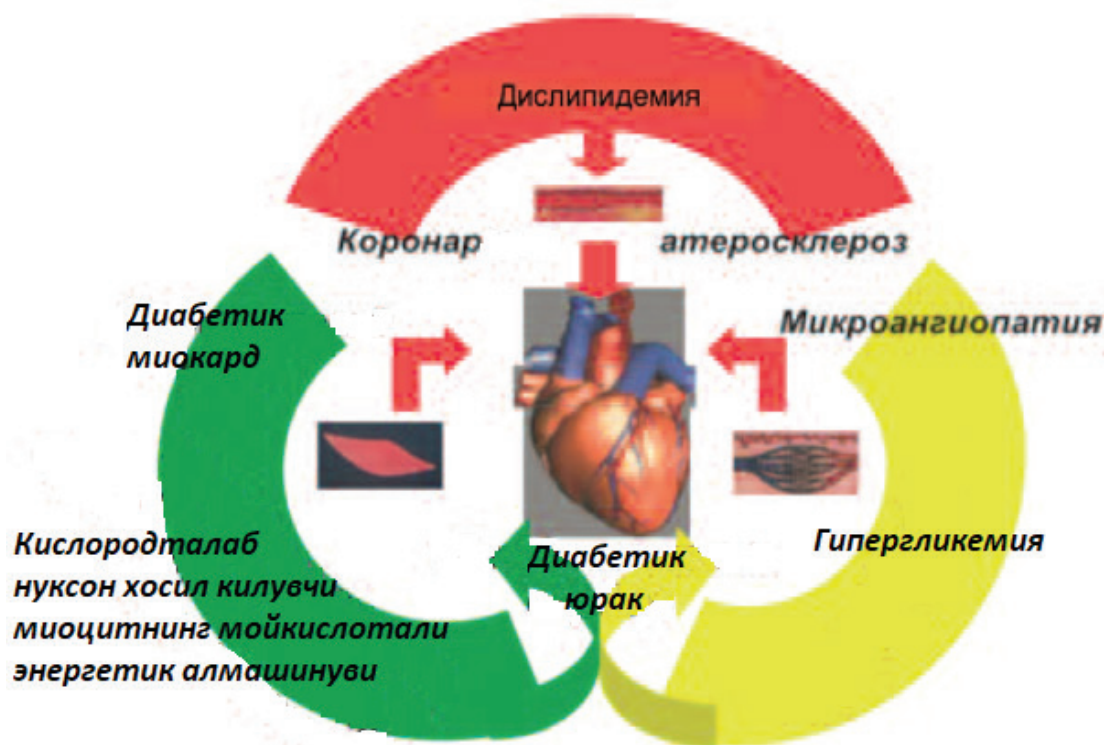 Дислипидемия
Коронар атеросклероз
Диабетик
миокард
Микроангиопатия
Кислородталаб
нуксон хосил килувчи
миоцитнинг мойкислотали
энергетик алмашинуви
Диабетик
юрак
Гипергликемия